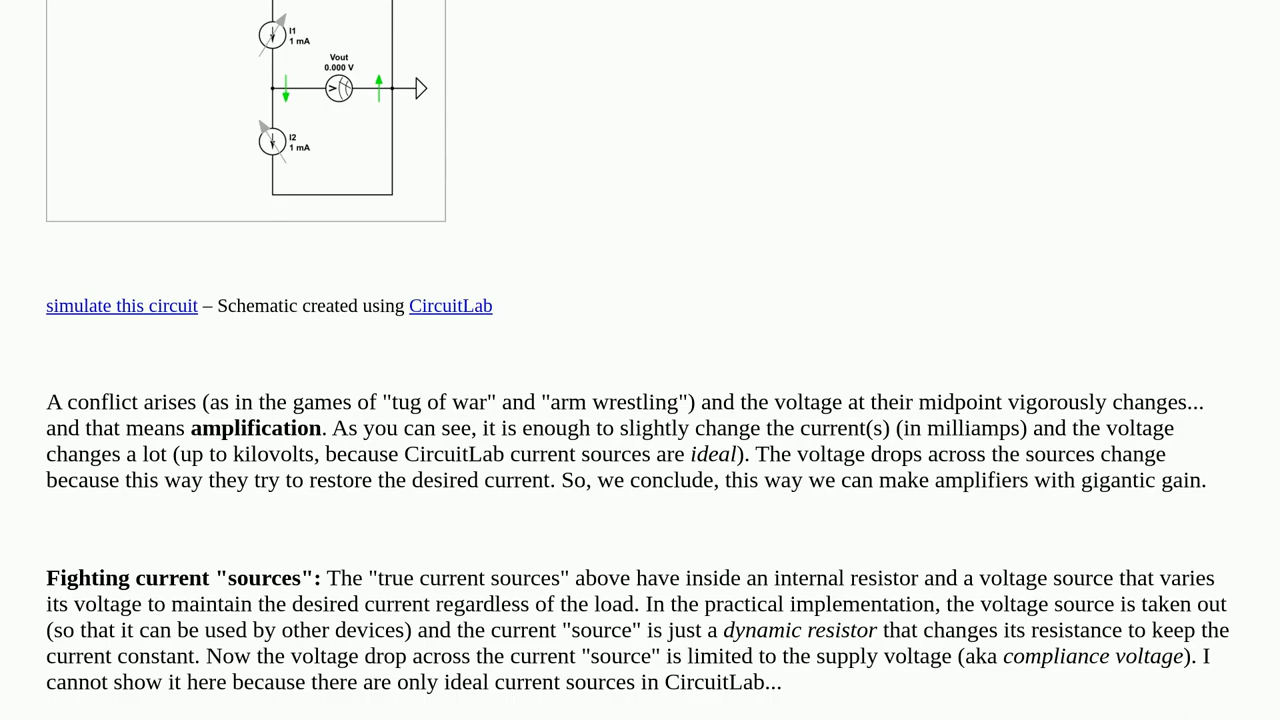 I1
1 mA
Vout
0.000 V
I2
1 mA
simulate this circuit – Schematic created using CircuitLab
A conflict arises (as in the games of "tug of war" and "arm wrestling") and the voltage at their midpoint vigorously changes...
and that means amplification. As you can see, it is enough to slightly change the current(s) (in milliamps) and the voltage
changes a lot (up to kilovolts, because CircuitLab current sources are ideal). The voltage drops across the sources change
because this way they try to restore the desired current. So, we conclude, this way we can make amplifiers with gigantic gain.
Fighting current "sources": The "true current sources" above have inside an internal resistor and a voltage source that varies
its voltage to maintain the desired current regardless of the load. In the practical implementation, the voltage source is taken out
(so that it can be used by other devices) and the current "source" is just a dynamic resistor that changes its resistance to keep the
current constant. Now the voltage drop across the current "source" is limited to the supply voltage (aka compliance voltage). I
cannot show it here because there are only ideal current sources in CircuitLab...